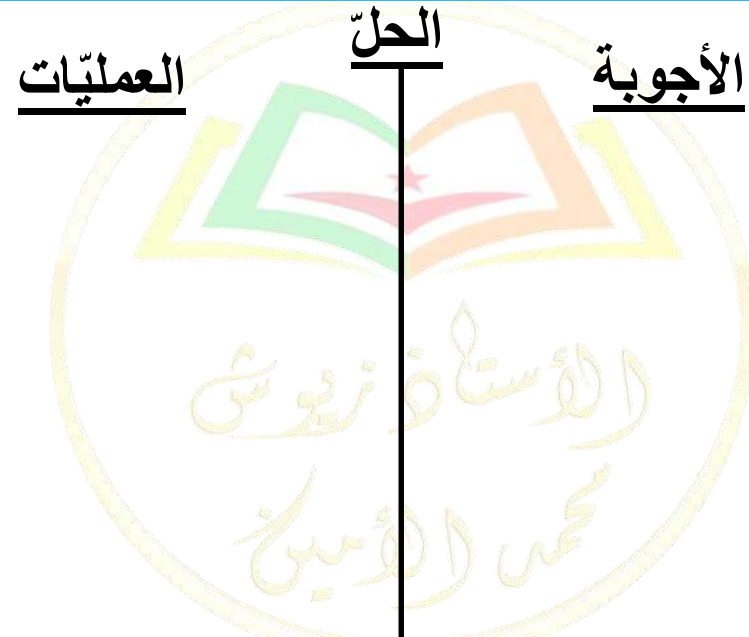 الحلّ
الأجوبة
العمليّات
الأستاذ زيوش
محمد الأمين